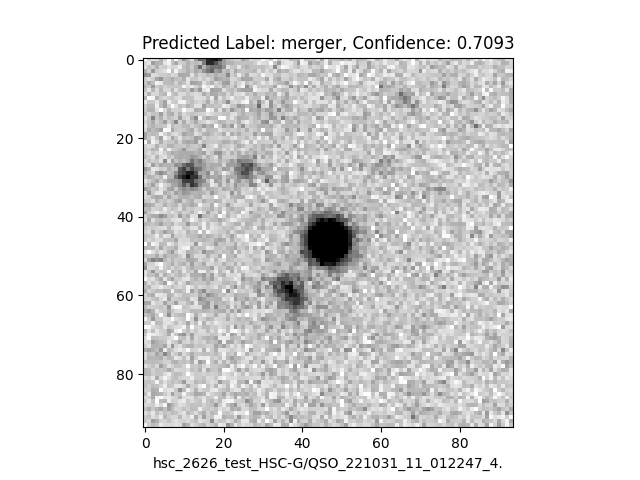 Predicted Label: merger, Confidence: 0.7093
0
20
40
60
80
0 20 40 60 80
hsc_2626_test_HSC-G/QSO_221031_11_012247_4.